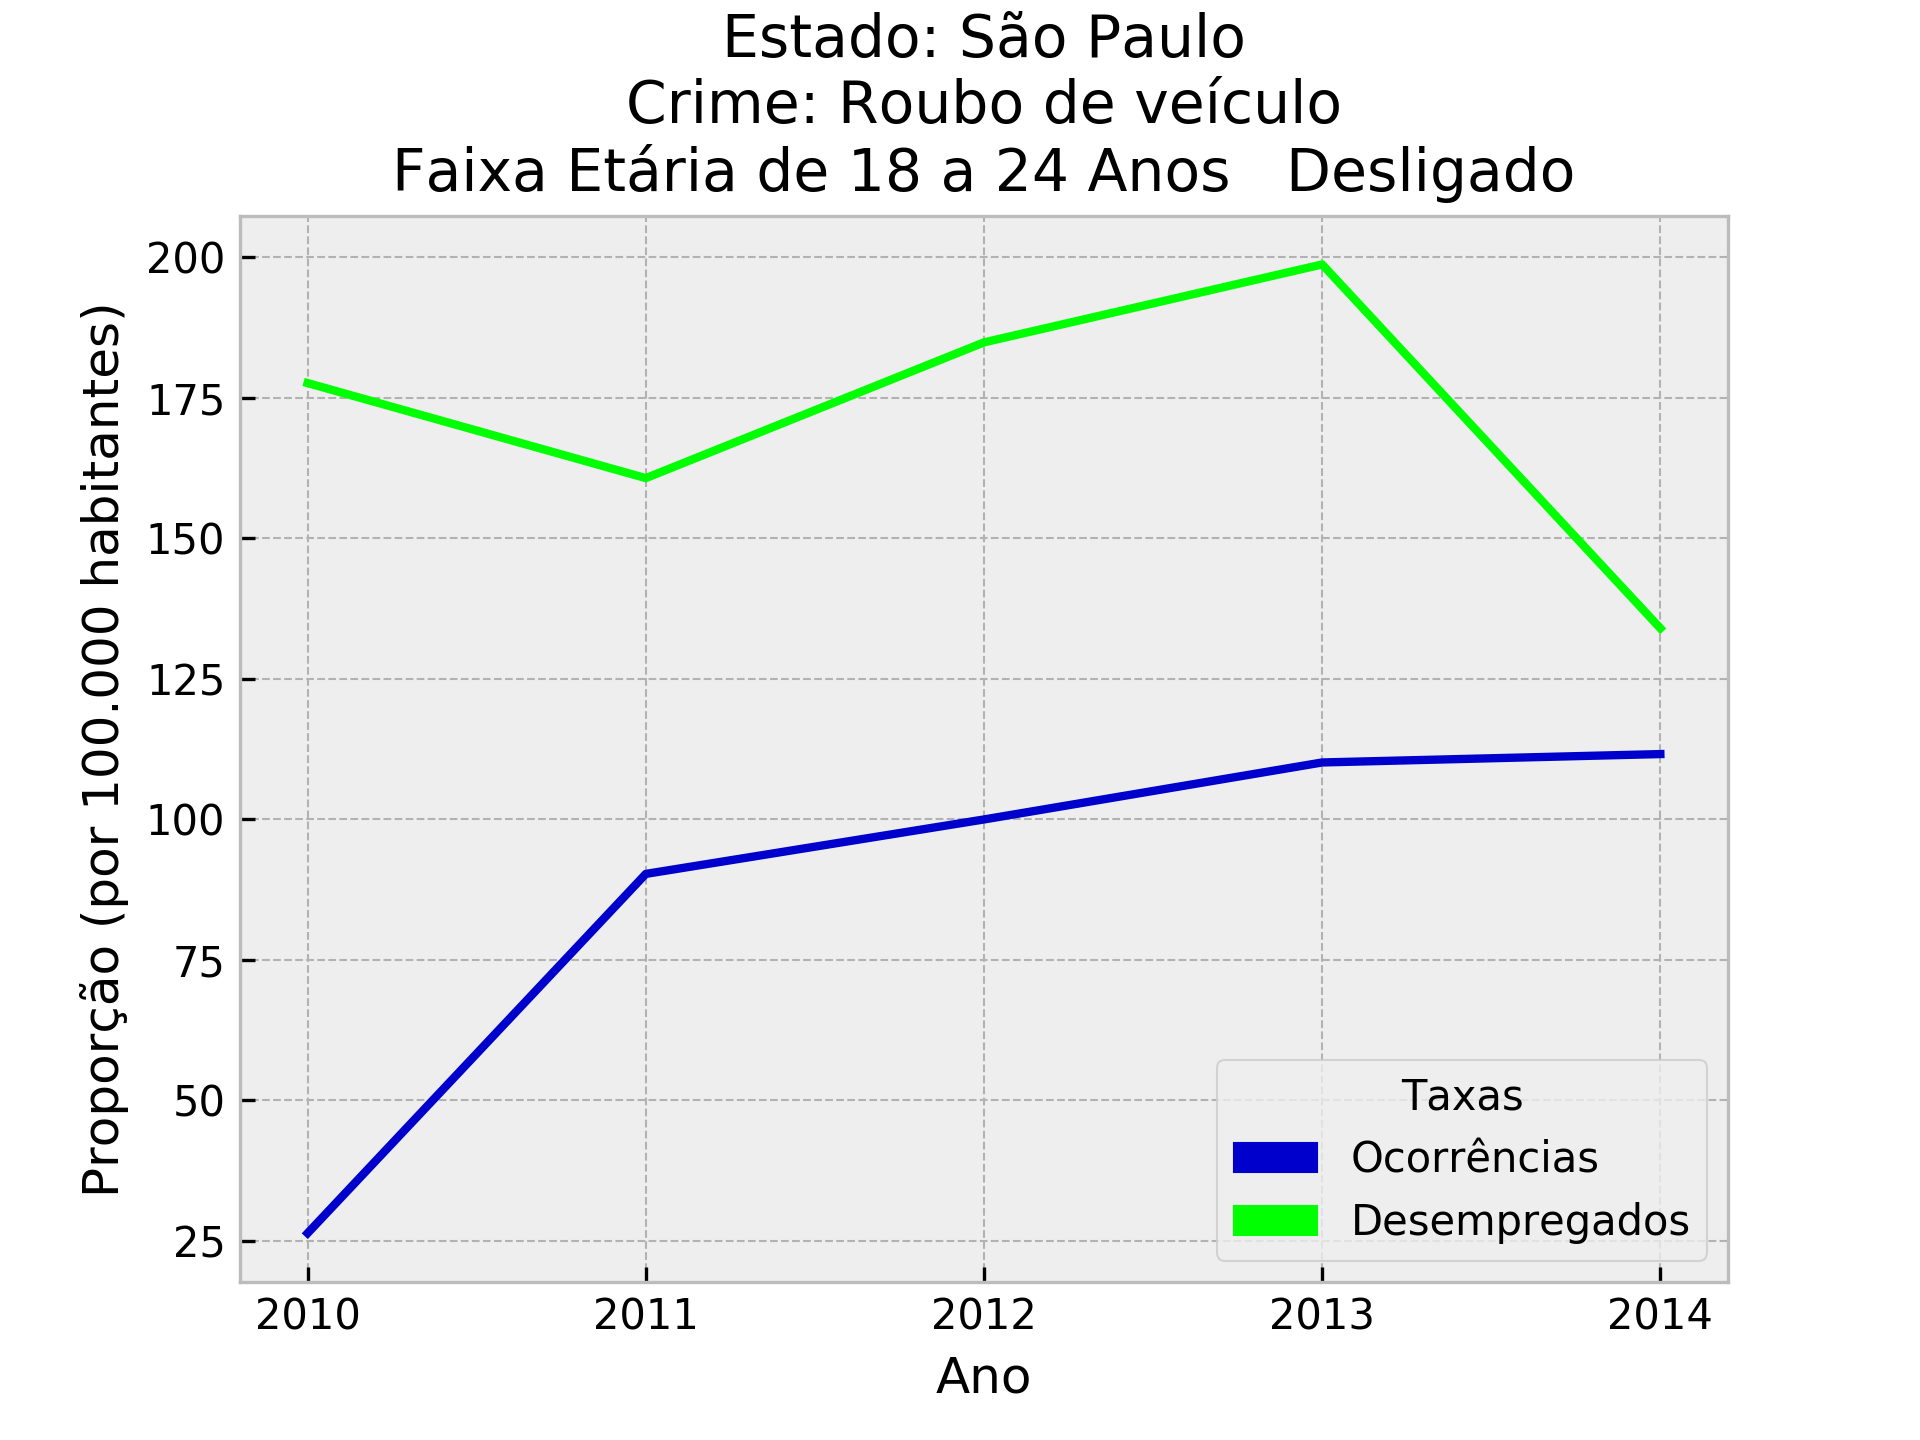 Estado: São Paulo
Crime: Roubo de veículo
Faixa Etária de 18 a 24 Anos   Desligado
Proporção (por 100.000 habitantes)
200
175
150
125
100
75
50
25
Taxas
Ocorrências
Desempregados
2010 2011 2012 2013 2014
Ano